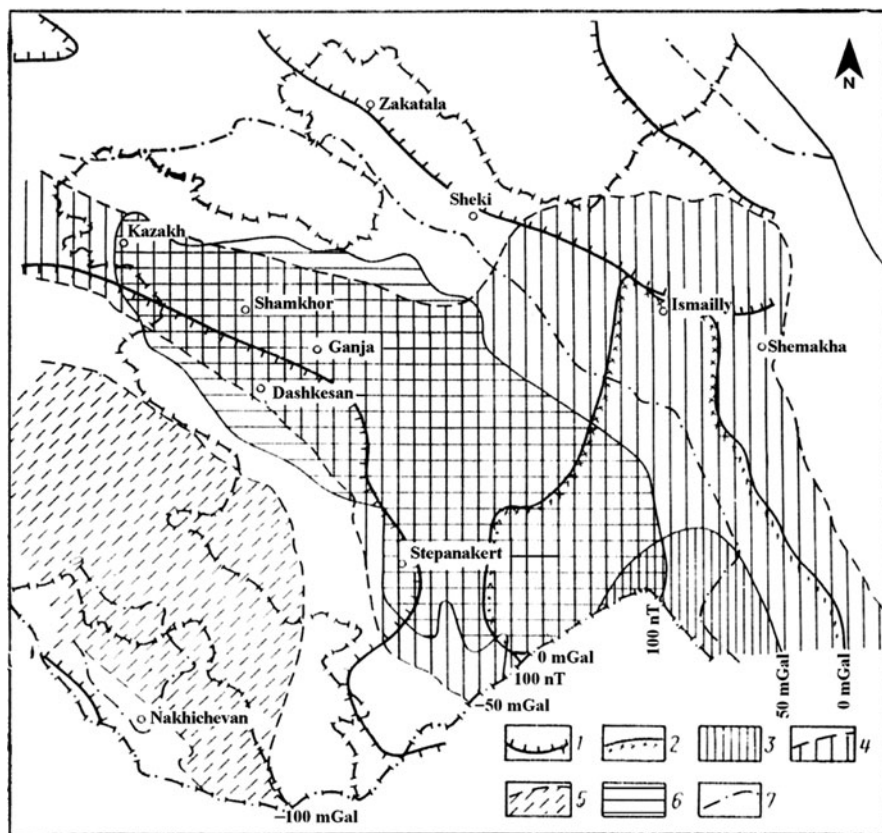 N
Zakatala
Sheki
Kazakh
Shamkhor
Ismailly
Ganja
Shemakha
Dashkesan
Stepanakert
100 nT
0 mGal
100 nT
50 mGal
0 mGal
−50 mGal
Nakhichevan
1 2 3 4
−100 mGal
5 6 7